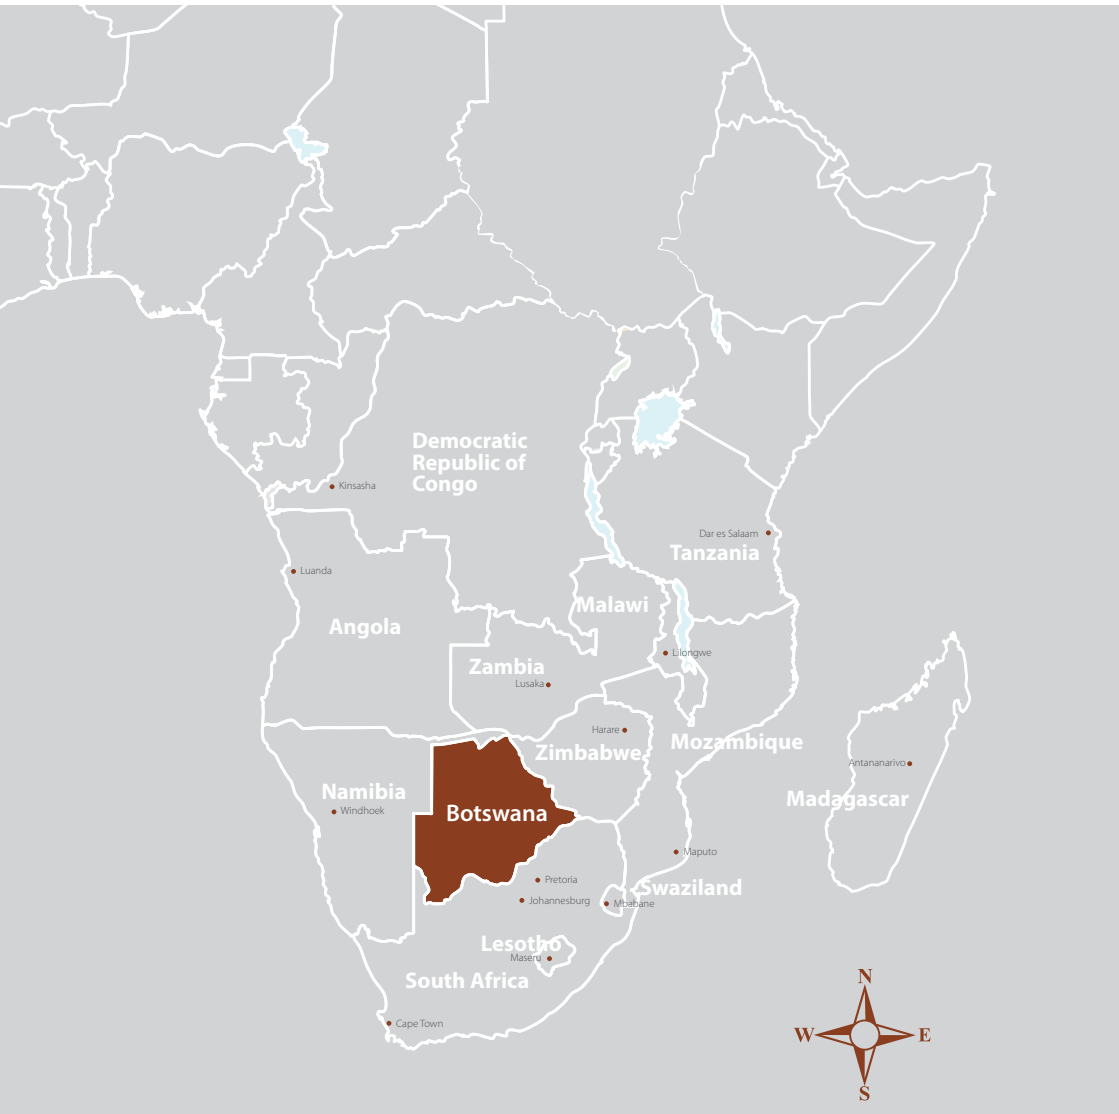 Democratic
Republic of
Congo
Kinsasha
Dar es Salaam
Tanzania
Luanda
Malawi
Angola
Lilongwe
Zambia
Lusaka
Harare
Mozambique
Zimbabwe
Antananarivo
Namibia
Madagascar
Windhoek
Botswana
Maputo
Pretoria
Swaziland
Johannesburg
Mbabane
Lesotho
Maseru
South Africa
Cape Town
N
W
E
S